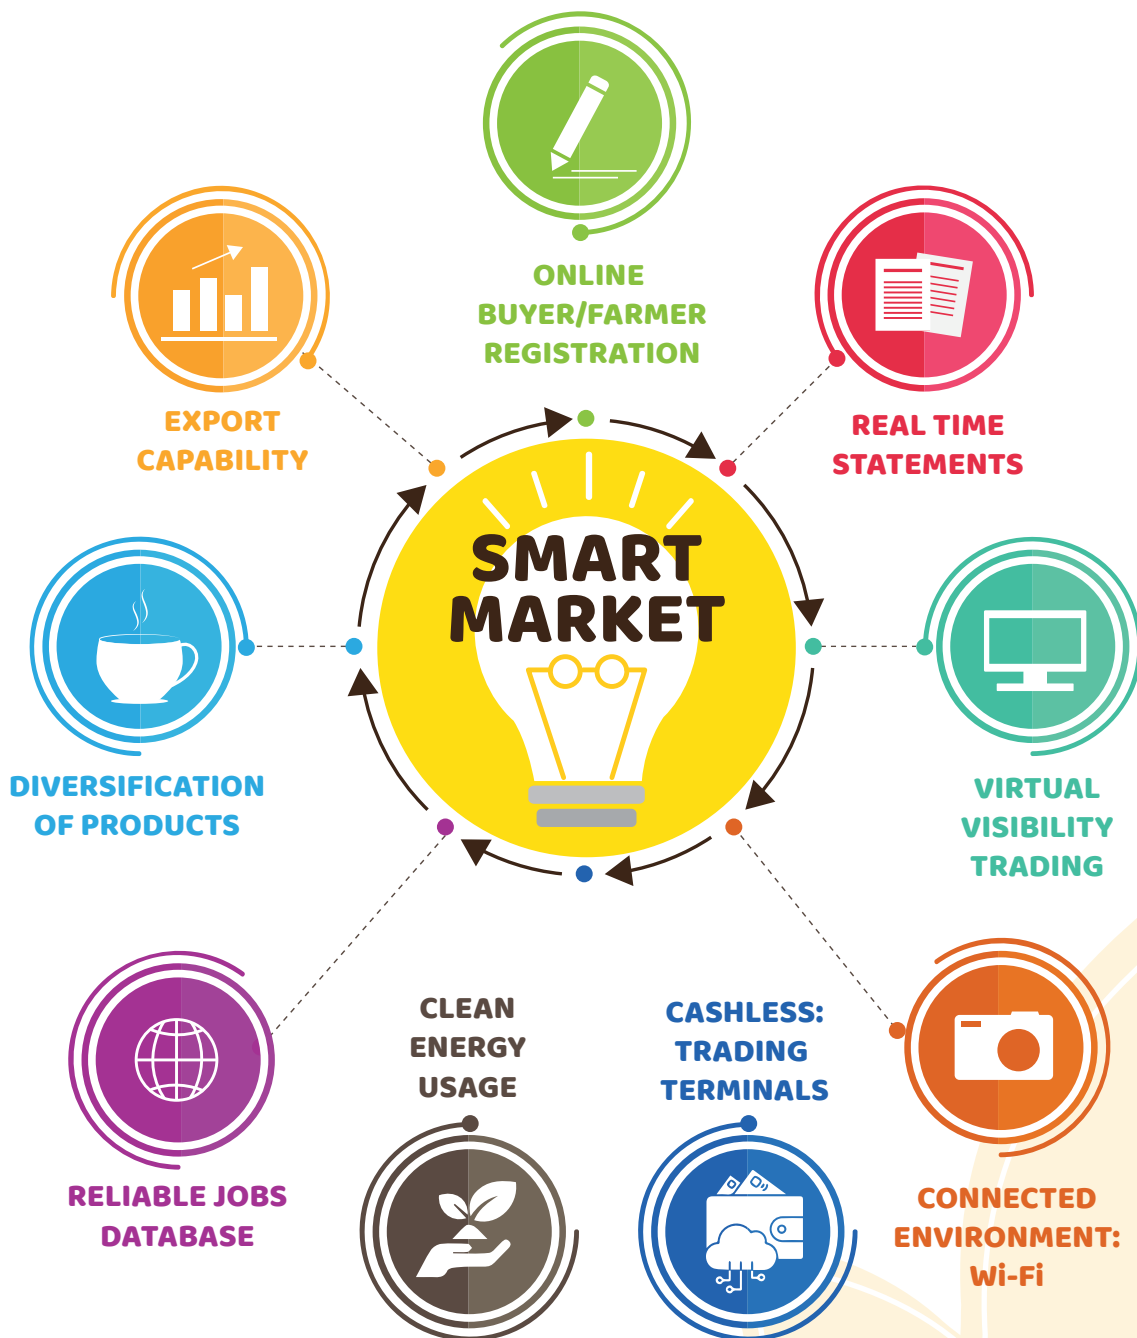 ONLINE
BUYER/FARMER
REGISTRATION
EXPORT
CAPABILITY
REAL TIME
STATEMENTS
SMART
MARKET
DIVERSIFICATION
OF PRODUCTS
VIRTUAL
VISIBILITY
TRADING
CLEAN
ENERGY
USAGE
CASHLESS:
TRADING
TERMINALS
RELIABLE JOBS
DATABASE
CONNECTED
ENVIRONMENT:
Wi-Fi